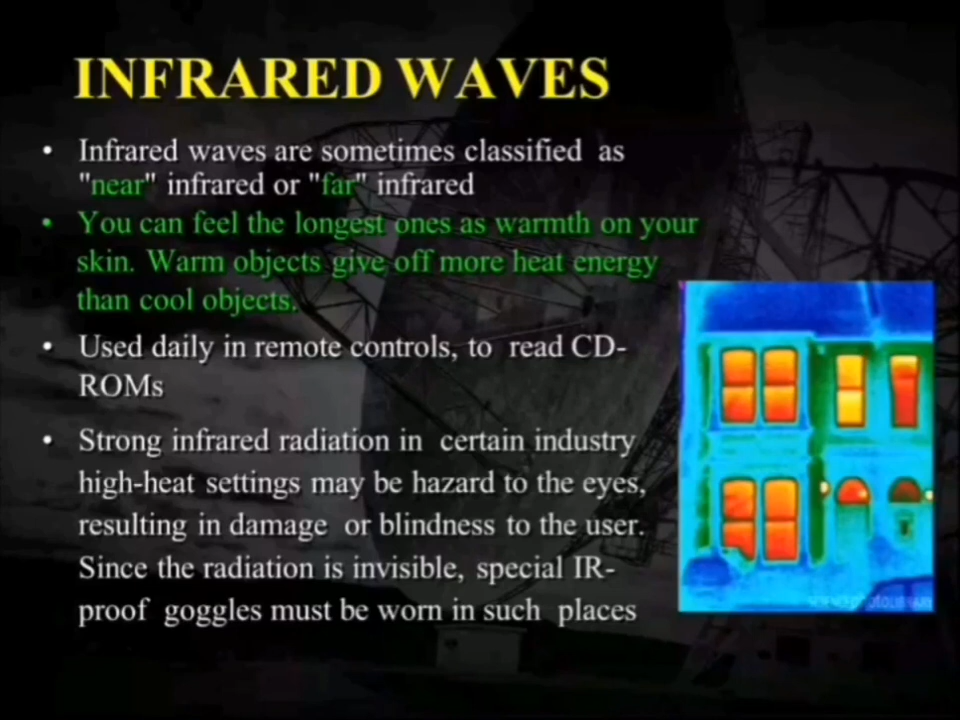 INFRARED WAVES
• Infrared waves are sometimes classified as
"near" infrared or "far" infrared
• You can feel the longest ones as warmth on your
skin. Warm objects give off more heat energy
than cool objects.
• Used daily in remote controls, to read CD-
ROMs
• Strong infrared radiation in certain industry
high-heat settings may be hazard to the eyes,
resulting in damage or blindness to the user.
Since the radiation is invisible, special IR-
proof goggles must be worn in such places